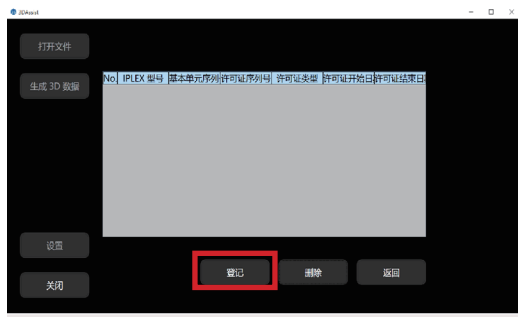 3DAssist
打开文件
生成 3D 数据
No. IPLEX 型号 基本单元序列 许可证序列号 许可证类型 许可证开始日 许可证结束日
设置
登记 删除 返回
关闭